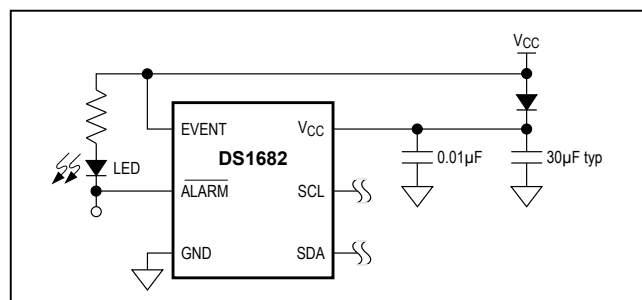 VCC
EVENT
VCC
DS1682
LED
0.01µF
30µF typ
ALARM
SCL
GND
SDA